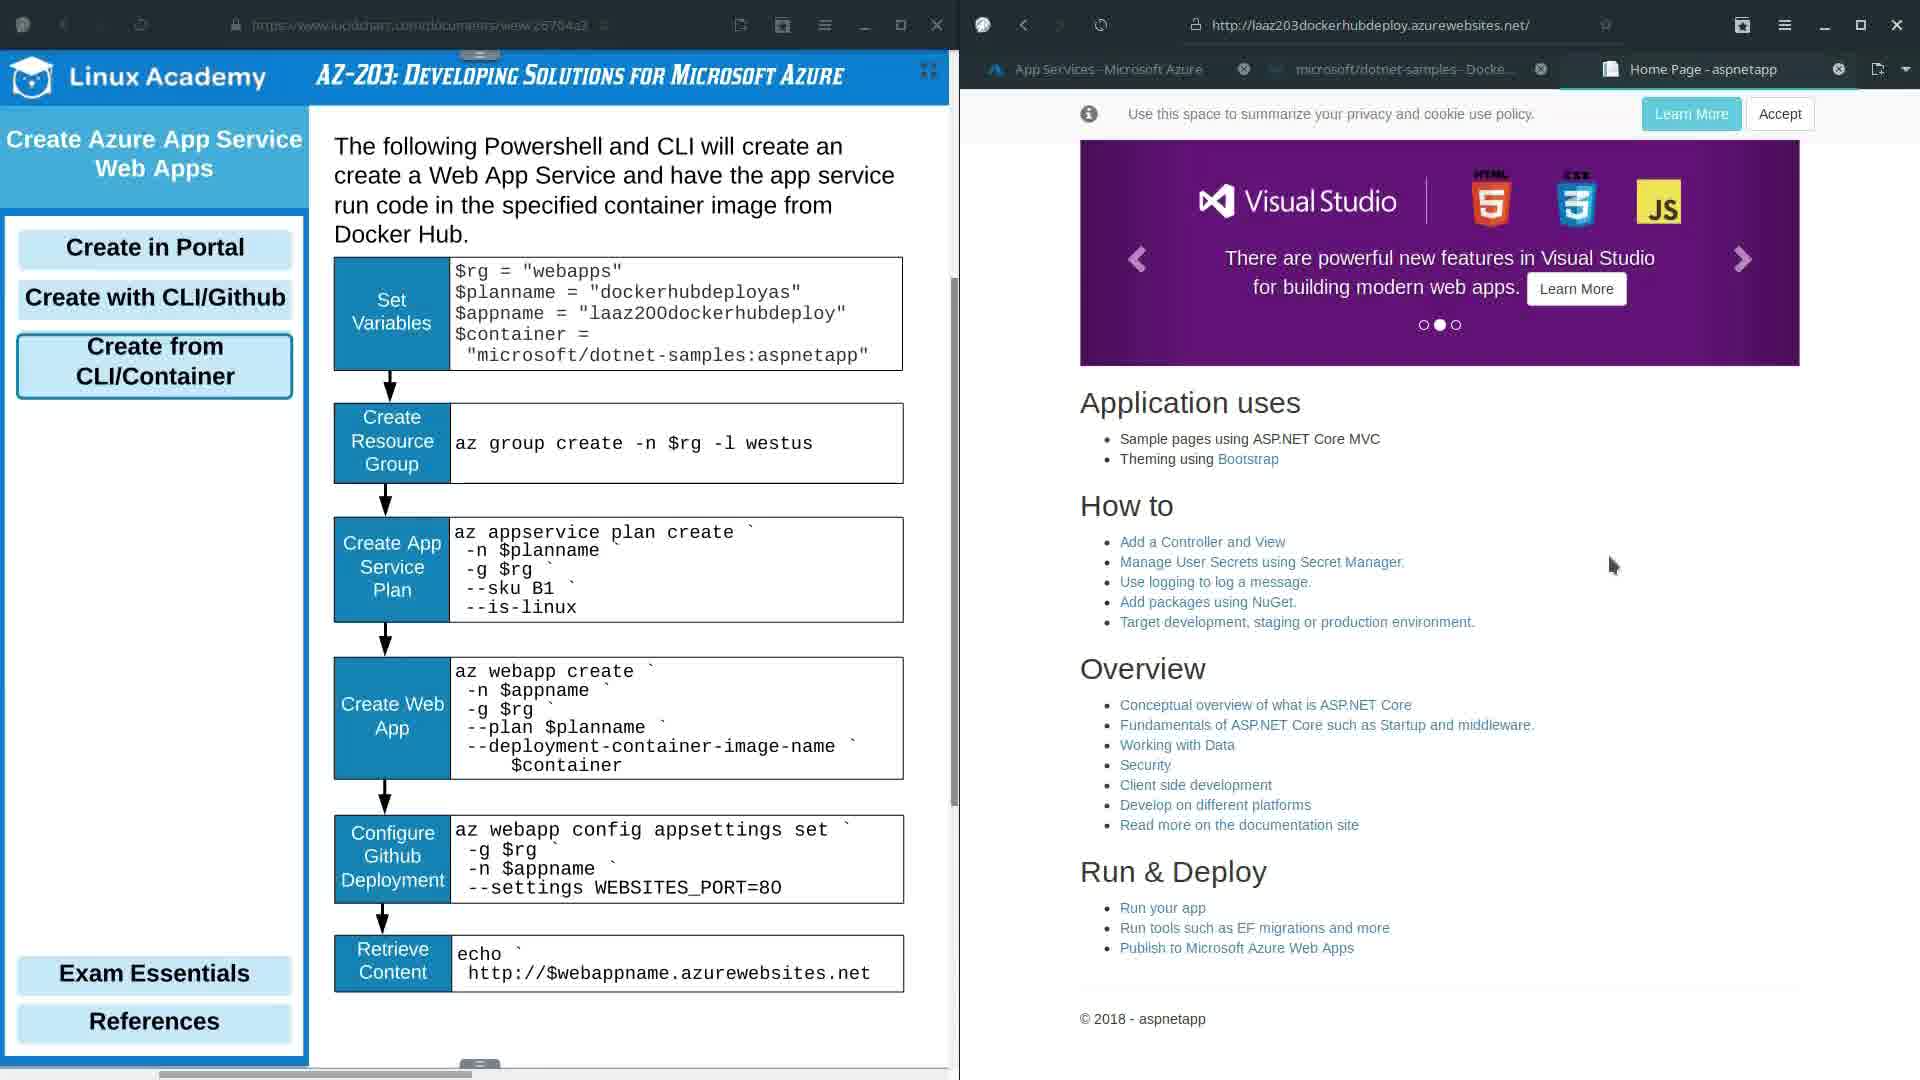 https://www.lucidchart.com/documents/view/26704a2
Linux Academy
AZ-203: Developing Solutions for Microsoft Azure
Create Azure App Service
Web Apps
Create in Portal
Create with CLI/Github
Create from
CLI/Container
Exam Essentials
References
The following Powershell and CLI will create an
create a Web App Service and have the app service
run code in the specified container image from
Docker Hub.
Set
Variables
$rg = "webapps"
$planname = "dockerhubdeployas"
$appname = "laaz2OOdockerhubdeploy"
$container =
"microsoft/dotnet-samples:aspnetapp"
Create
Resource
Group
az group create -n $rg -l westus
Create App
Service
Plan
az appservice plan create `
-n $planname `
-g $rg `
--sku B1 `
--is-linux
Create Web
App
az webapp create `
-n $appname `
-g $rg `
--plan $planname `
--deployment-container-image-name `
$container
Configure
Github
Deployment
az webapp config appsettings set `
-g $rg `
-n $appname `
--settings WEBSITES_PORT=8O
Retrieve
Content
echo `
http://$webappname.azurewebsites.net
http://laaz203dockerhubdeploy.azurewebsites.net/
App Services - Microsoft Azure
microsoft/dotnet-samples - Docke...
Home Page - aspnetapp
Use this space to summarize your privacy and cookie use policy.
Learn More
Accept
Visual Studio
HTML
5
CSS
3
JS
There are powerful new features in Visual Studio
for building modern web apps.
Learn More
Application uses
Sample pages using ASP.NET Core MVC
Theming using Bootstrap
How to
Add a Controller and View
Manage User Secrets using Secret Manager.
Use logging to log a message.
Add packages using NuGet.
Target development, staging or production environment.
Overview
Conceptual overview of what is ASP.NET Core
Fundamentals of ASP.NET Core such as Startup and middleware.
Working with Data
Security
Client side development
Develop on different platforms
Read more on the documentation site
Run & Deploy
Run your app
Run tools such as EF migrations and more
Publish to Microsoft Azure Web Apps
© 2018 - aspnetapp